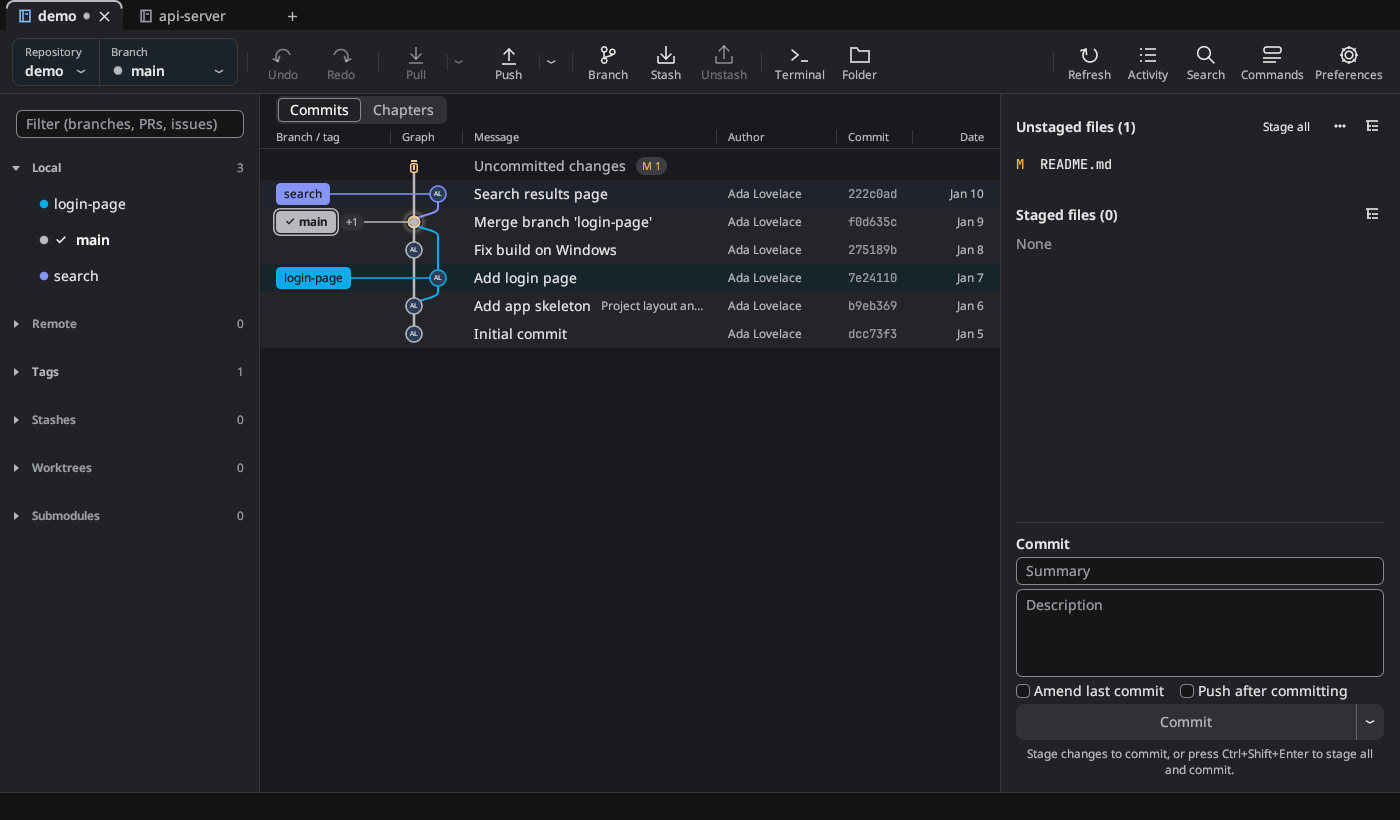 demo
api-server
Repository
demo
Branch
main
Undo
Redo
Pull
Push
Branch
Stash
Unstash
Terminal
Folder
Refresh
Activity
Search
Commands
Preferences
Filter (branches, PRs, issues)
Local 3
login-page
main
search
Remote 0
Tags 1
Stashes 0
Worktrees 0
Submodules 0
Commits Chapters
Branch / tag Graph Message Author Commit Date
Uncommitted changes M 1
search AL Search results page Ada Lovelace 222c0ad Jan 10
main +1 Merge branch 'login-page' Ada Lovelace f0d635c Jan 9
AL Fix build on Windows Ada Lovelace 275189b Jan 8
login-page AL Add login page Ada Lovelace 7e24110 Jan 7
AL Add app skeleton Project layout an... Ada Lovelace b9eb369 Jan 6
AL Initial commit Ada Lovelace dcc73f3 Jan 5
Unstaged files (1) Stage all
M README.md
Staged files (0)
None
Commit
Summary
Description
Amend last commit Push after committing
Commit
Stage changes to commit, or press Ctrl+Shift+Enter to stage all
and commit.